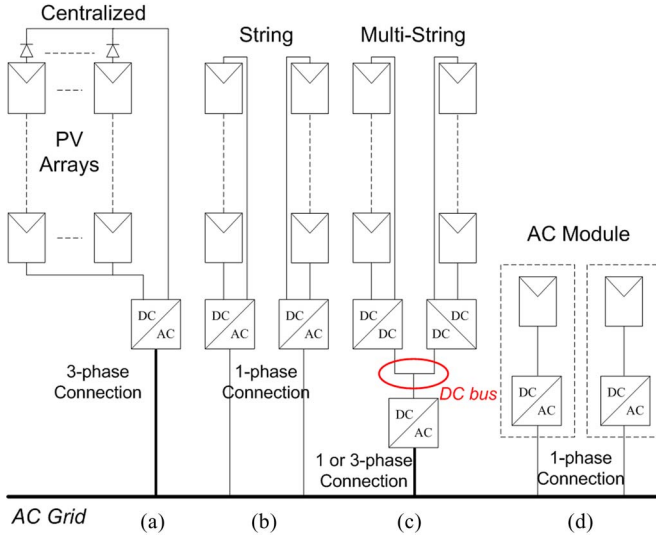 Centralized
String
Multi-String
PV
Arrays
AC Module
DC
AC
DC
AC
DC
AC
DC
DC
DC
DC
3-phase
Connection
1-phase
Connection
DC bus
DC
AC
DC
AC
DC
AC
1 or 3-phase
Connection
1-phase
Connection
AC Grid
(a)
(b)
(c)
(d)